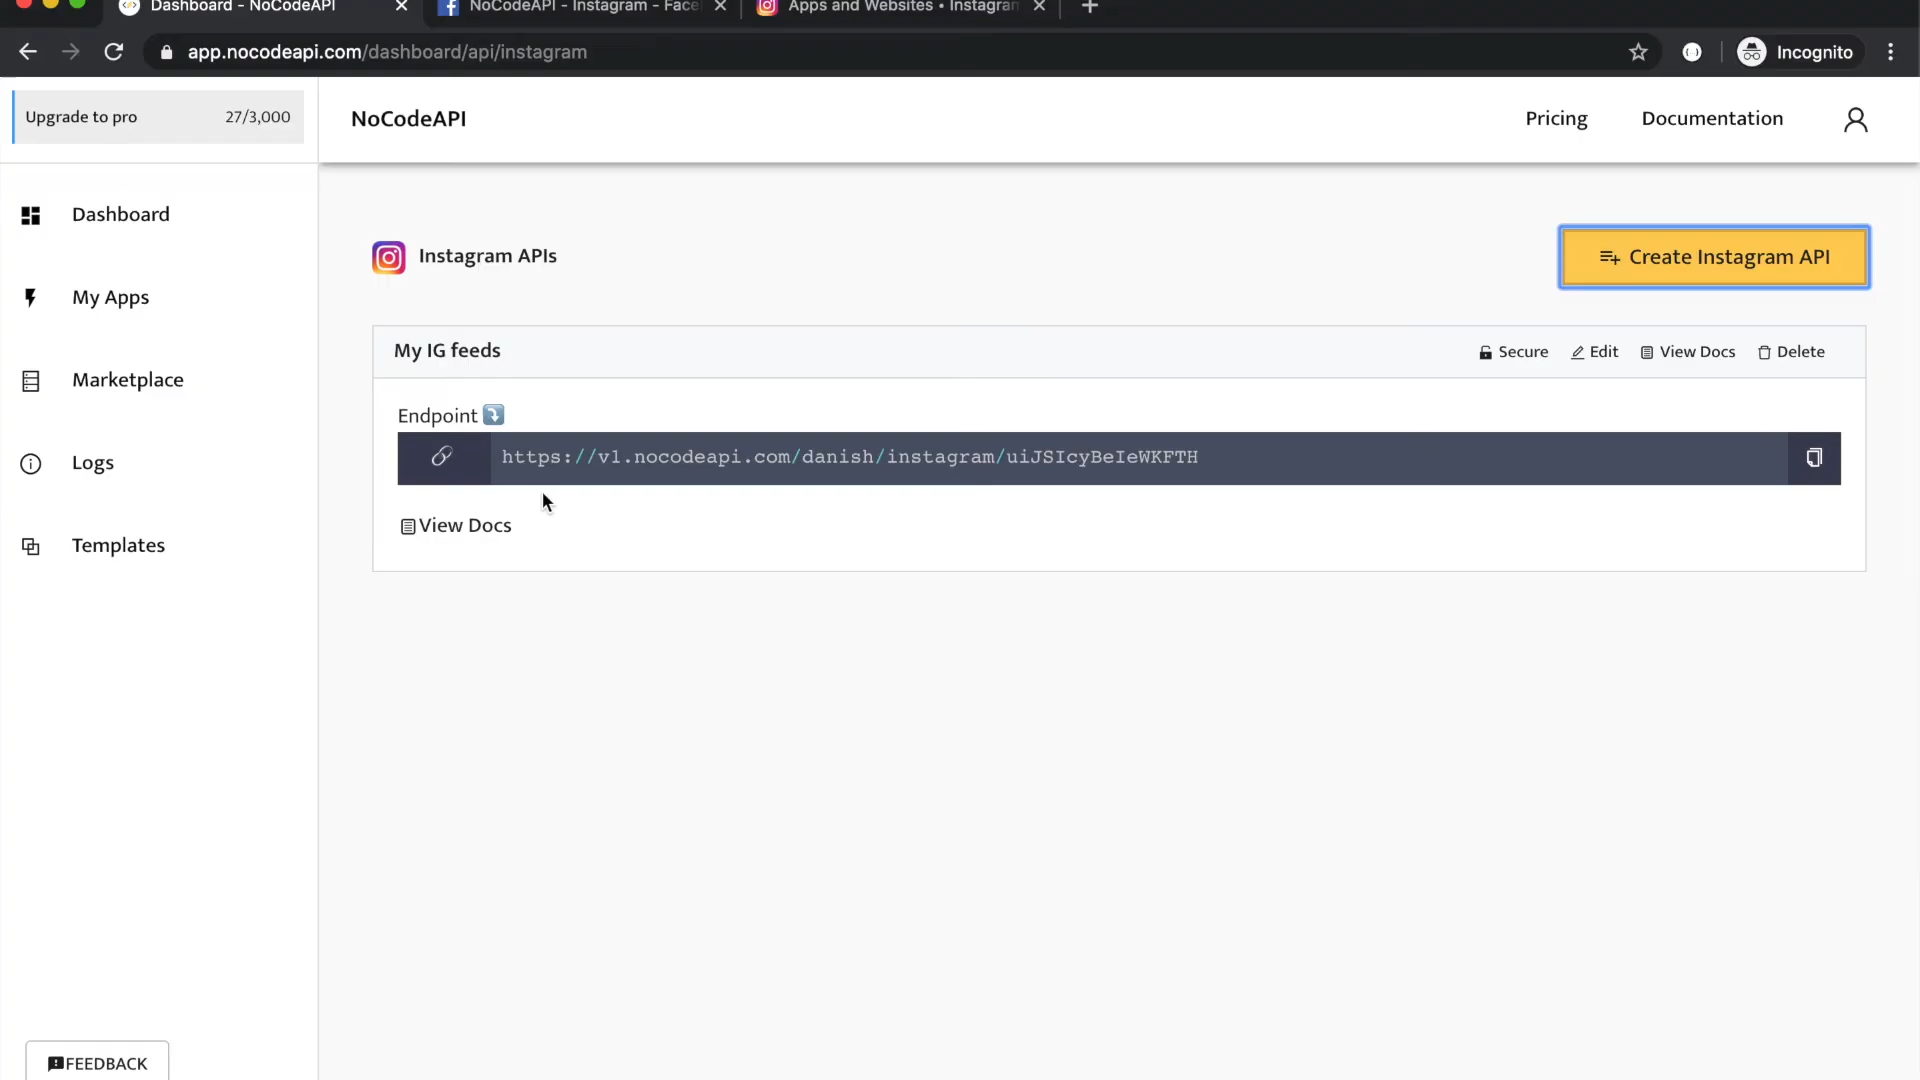 Dashboard - NoCodeAPI
NoCodeAPI - Instagram - Face
Apps and Websites • Instagram
app.nocodeapi.com/dashboard/api/instagram
Incognito
Upgrade to pro 27/3,000
NoCodeAPI
Pricing
Documentation
Dashboard
My Apps
Marketplace
Logs
Templates
FEEDBACK
Instagram APIs
Create Instagram API
My IG feeds
Secure
Edit
View Docs
Delete
Endpoint
https://v1.nocodeapi.com/danish/instagram/uiJSIcyBeIeWKFTH
View Docs